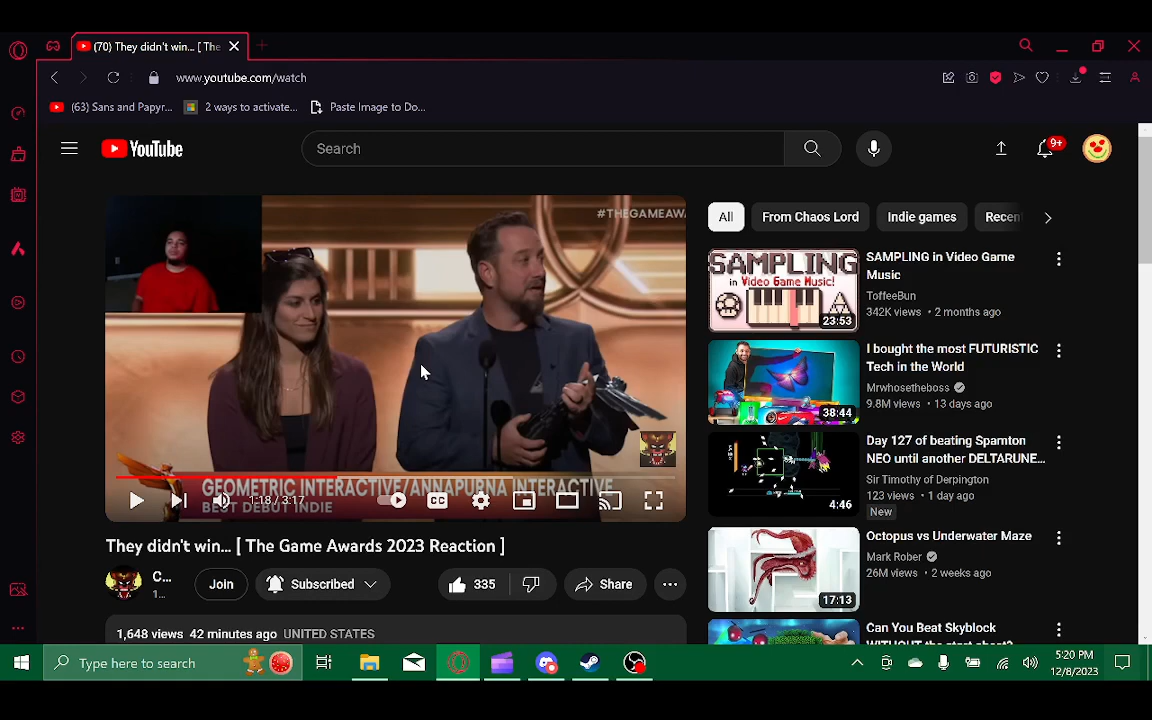 (70) They didn't win... [ The
www.youtube.com/watch
(63) Sans and Papyr...
2 ways to activate...
Paste Image to Do...
YouTube
Search
9+
#THEGAMEAWA
GEOMETRIC INTERACTIVE/ANNAPURNA INTERACTIVE
BEST DEBUT INDIE
1:18 / 3:17
CC
They didn't win... [ The Game Awards 2023 Reaction ]
C...
1...
Join
Subscribed
335
Share
1,648 views 42 minutes ago UNITED STATES
All
From Chaos Lord
Indie games
Recen
SAMPLING
in Video Game Music!
23:53
SAMPLING in Video Game
Music
ToffeeBun
342K views • 2 months ago
38:44
I bought the most FUTURISTIC
Tech in the World
Mrwhosetheboss
9.8M views • 13 days ago
4:46
Day 127 of beating Spamton
NEO until another DELTARUNE...
Sir Timothy of Derpington
123 views • 1 day ago
New
17:13
Octopus vs Underwater Maze
Mark Rober
26M views • 2 weeks ago
Can You Beat Skyblock
WITHOUT the start chest?
Type here to search
5:20 PM
12/8/2023